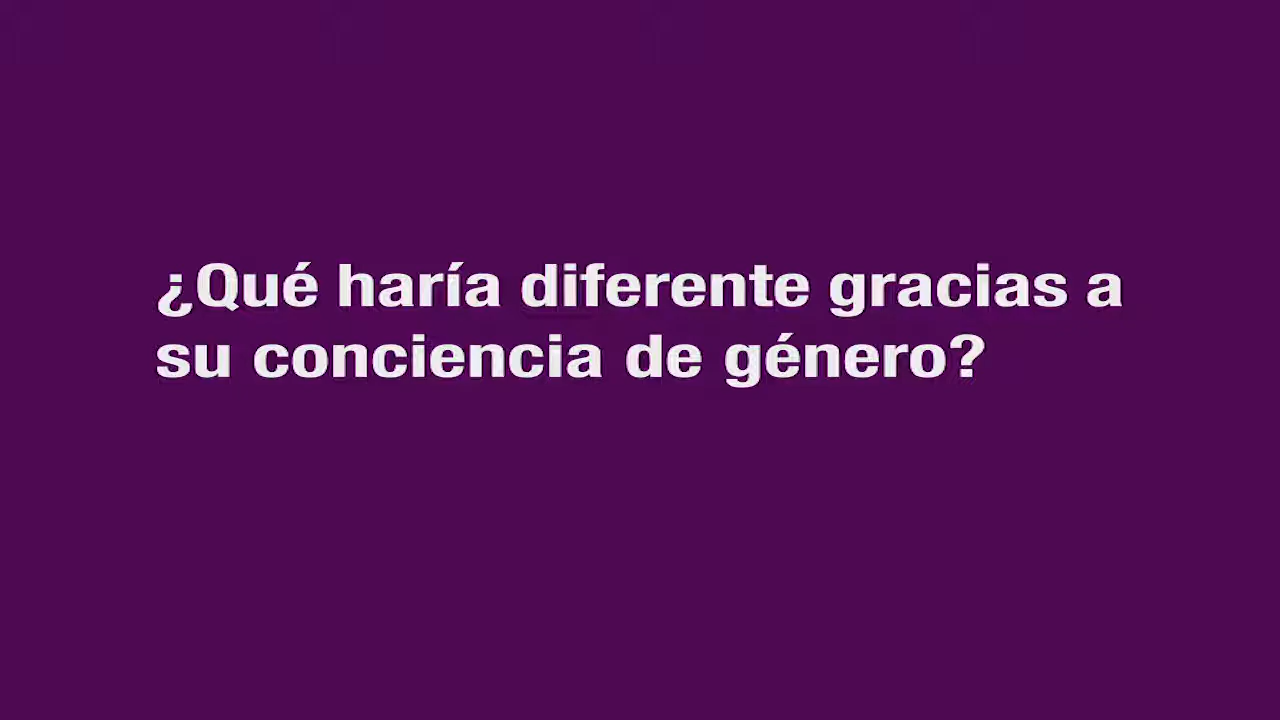 ¿Qué haría diferente gracias a
su conciencia de género?